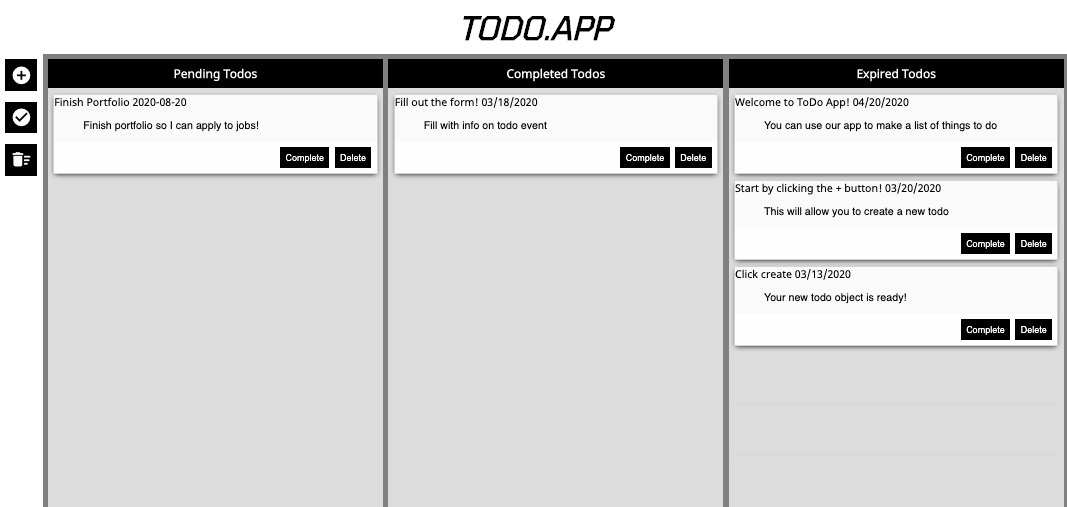 TODO.APP
Pending Todos
Finish Portfolio 2020-08-20
Finish portfolio so I can apply to jobs!
Complete Delete
Completed Todos
Fill out the form! 03/18/2020
Fill with info on todo event
Complete Delete
Expired Todos
Welcome to ToDo App! 04/20/2020
You can use our app to make a list of things to do
Complete Delete
Start by clicking the + button! 03/20/2020
This will allow you to create a new todo
Complete Delete
Click create 03/13/2020
Your new todo object is ready!
Complete Delete